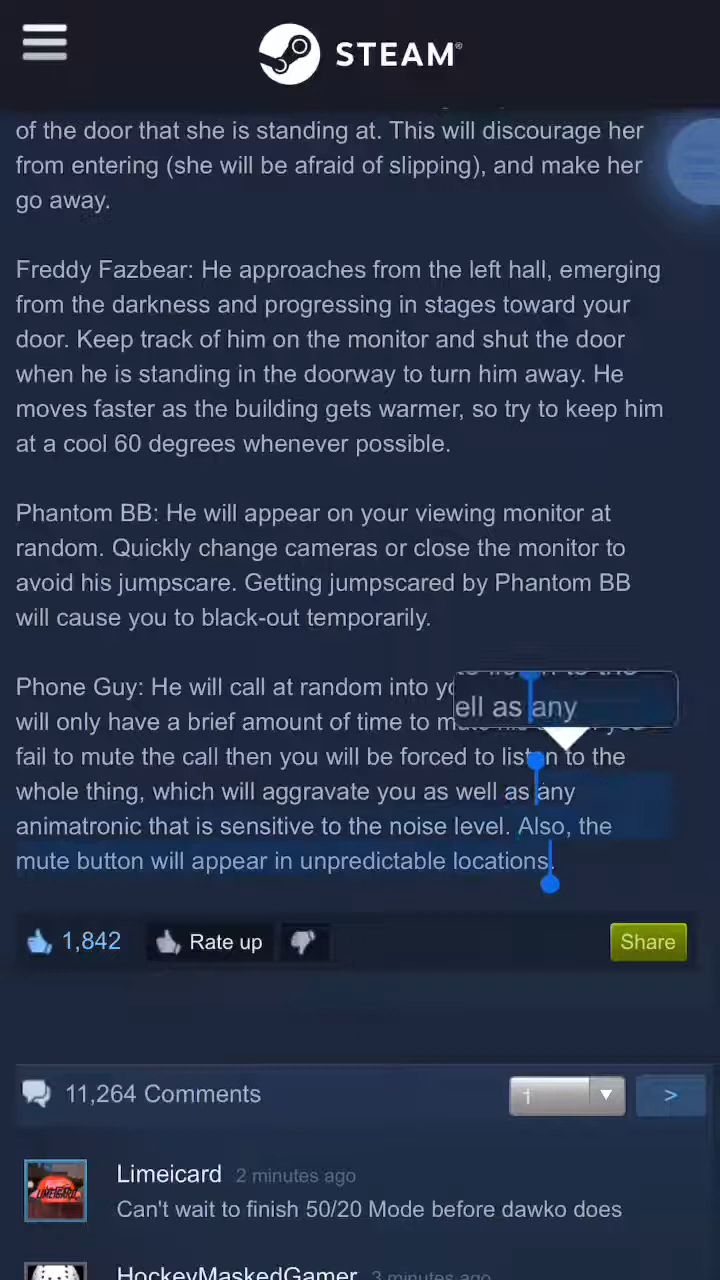 STEAM®
of the door that she is standing at. This will discourage her
from entering (she will be afraid of slipping), and make her
go away.
Freddy Fazbear: He approaches from the left hall, emerging
from the darkness and progressing in stages toward your
door. Keep track of him on the monitor and shut the door
when he is standing in the doorway to turn him away. He
moves faster as the building gets warmer, so try to keep him
at a cool 60 degrees whenever possible.
Phantom BB: He will appear on your viewing monitor at
random. Quickly change cameras or close the monitor to
avoid his jumpscare. Getting jumpscared by Phantom BB
will cause you to black-out temporarily.
Phone Guy: He will call at random into
ell as any
will only have a brief amount of time to
fail to mute the call then you will be forced to listen to the
whole thing, which will aggravate you as well as any
animatronic that is sensitive to the noise level. Also, the
mute button will appear in unpredictable locations.
1,842 Rate up Share
11,264 Comments 1 >
Limeicard 2 minutes ago
Can't wait to finish 50/20 Mode before dawko does
HockeyMaskedGamer 3 minutes ago